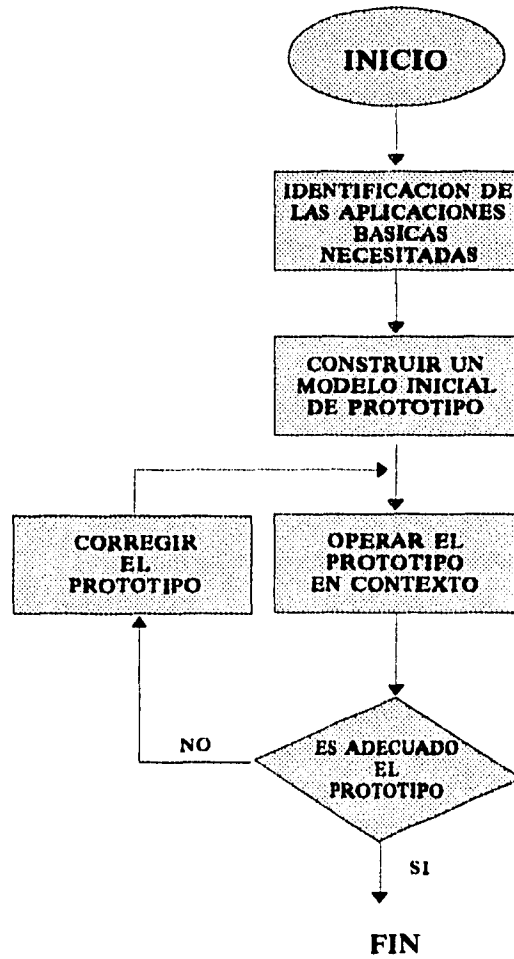 INICIO
IDENTIFICACION DE
LAS APLICACIONES
BASICAS
NECESITADAS
CONSTRUIR UN
MODELO INICIAL
DE PROTOTIPO
CORREGIR
EL
PROTOTIPO
OPERAR EL
PROTOTIPO
EN CONTEXTO
NO
ES ADECUADO
EL
PROTOTIPO
SI
FIN